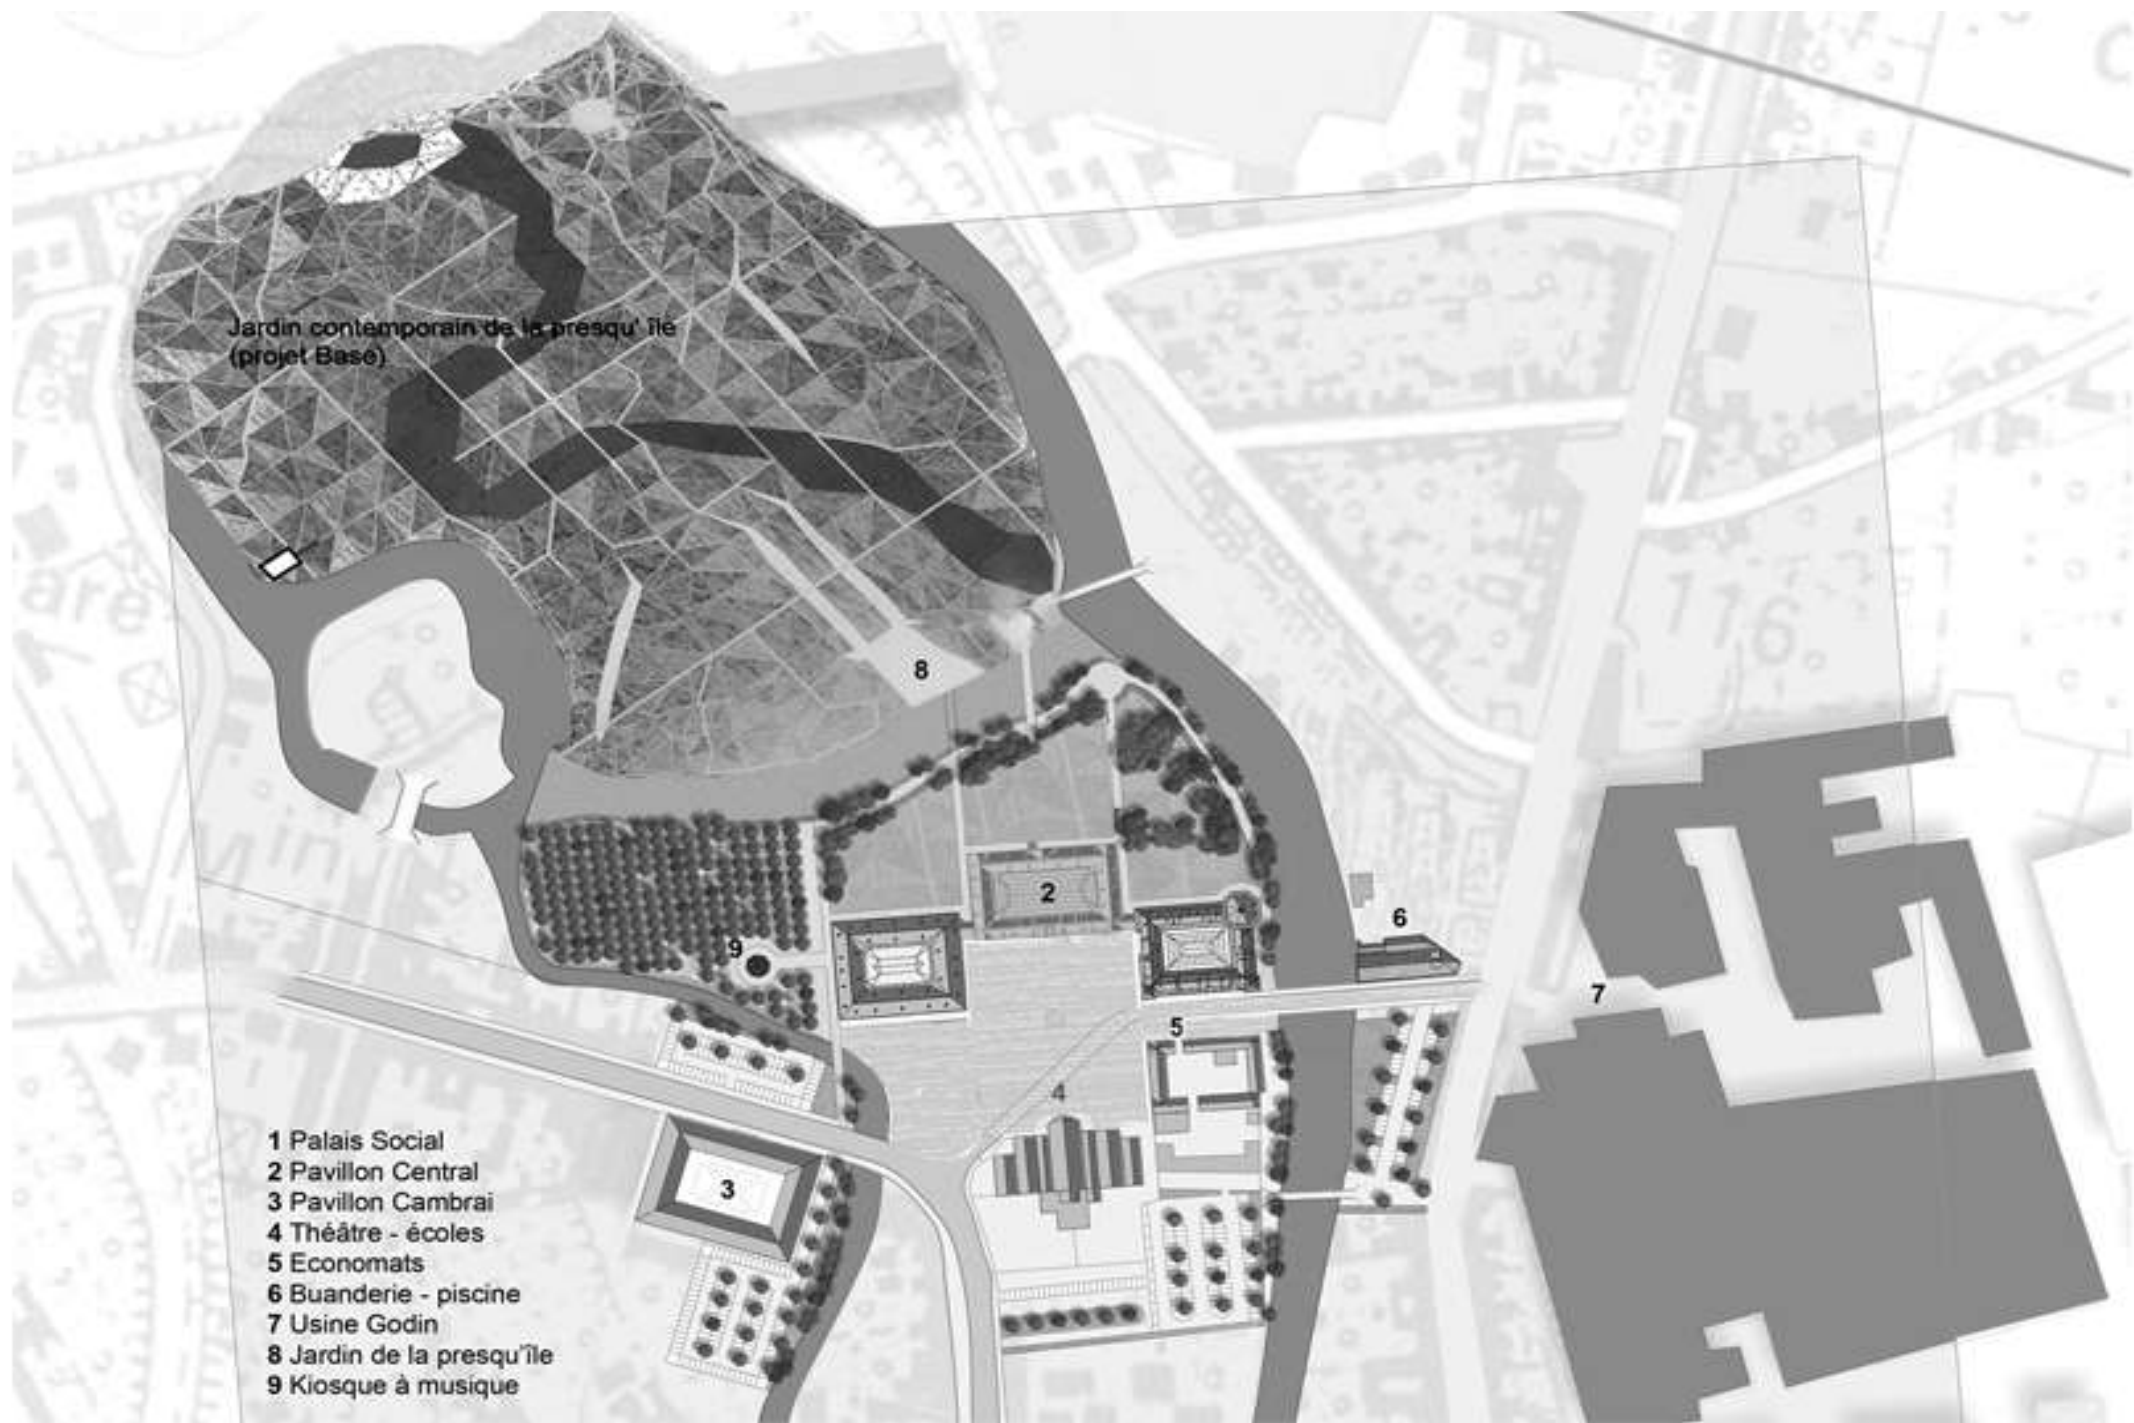 Jardin contemporain de la presqu' île
(projet Base)
116
8
2
6
9
7
5
4
3
1 Palais Social
2 Pavillon Central
3 Pavillon Cambrai
4 Théâtre - écoles
5 Economats
6 Buanderie - piscine
7 Usine Godin
8 Jardin de la presqu'île
9 Kiosque à musique